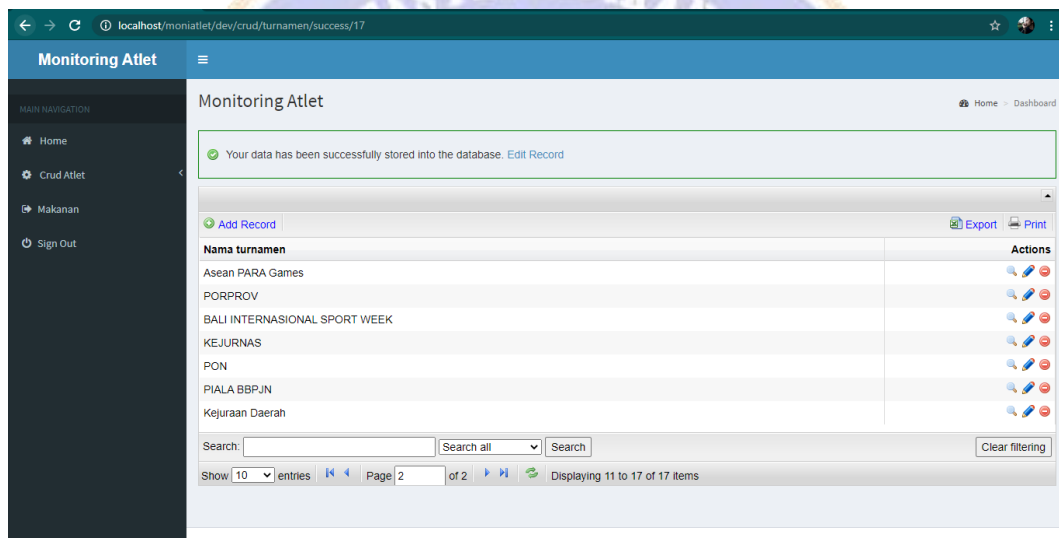 localhost/moniatlet/dev/crud/turnamen/success/17
Monitoring Atlet
MAIN NAVIGATION
Home
Crud Atlet
Makanan
Sign Out
Monitoring Atlet
Home > Dashboard
Your data has been successfully stored into the database. Edit Record
Add Record Export Print
Nama turnamen Actions
Asean PARA Games
PORPROV
BALI INTERNASIONAL SPORT WEEK
KEJURNAS
PON
PIALA BBPJN
Kejuraan Daerah
Search: Search all Search Clear filtering
Show 10 entries Page 2 of 2 Displaying 11 to 17 of 17 items